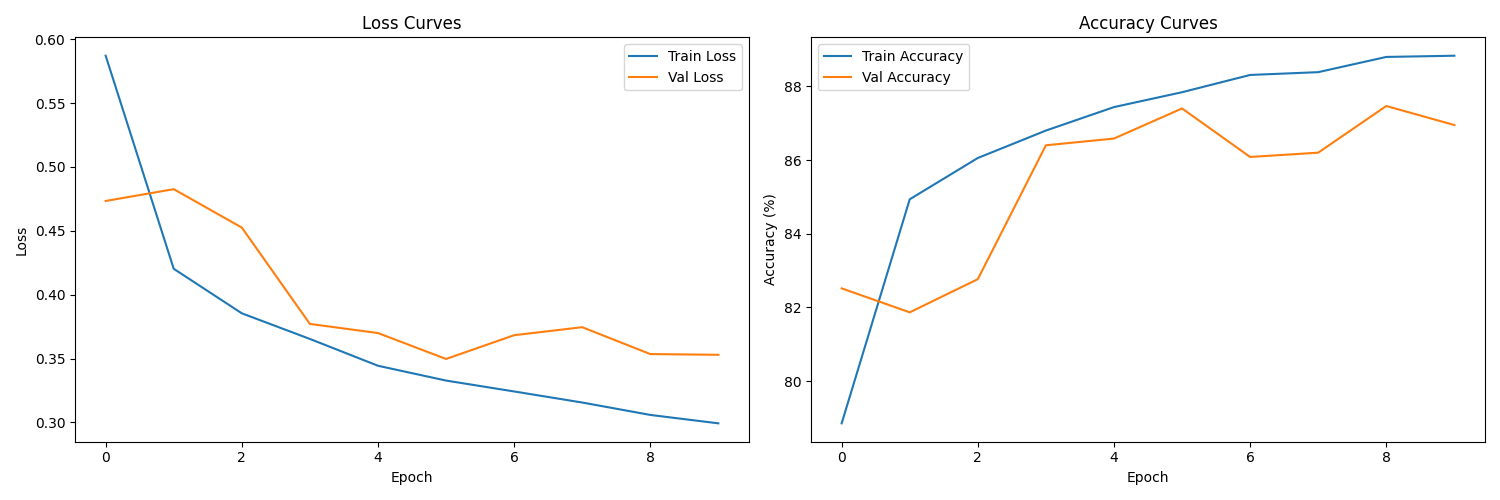 Loss Curves
Train Loss
Val Loss
0.60
0.55
0.50
0.45
0.40
0.35
0.30
Loss
0 2 4 6 8
Epoch
Accuracy Curves
Train Accuracy
Val Accuracy
88
86
84
82
80
Accuracy (%)
0 2 4 6 8
Epoch